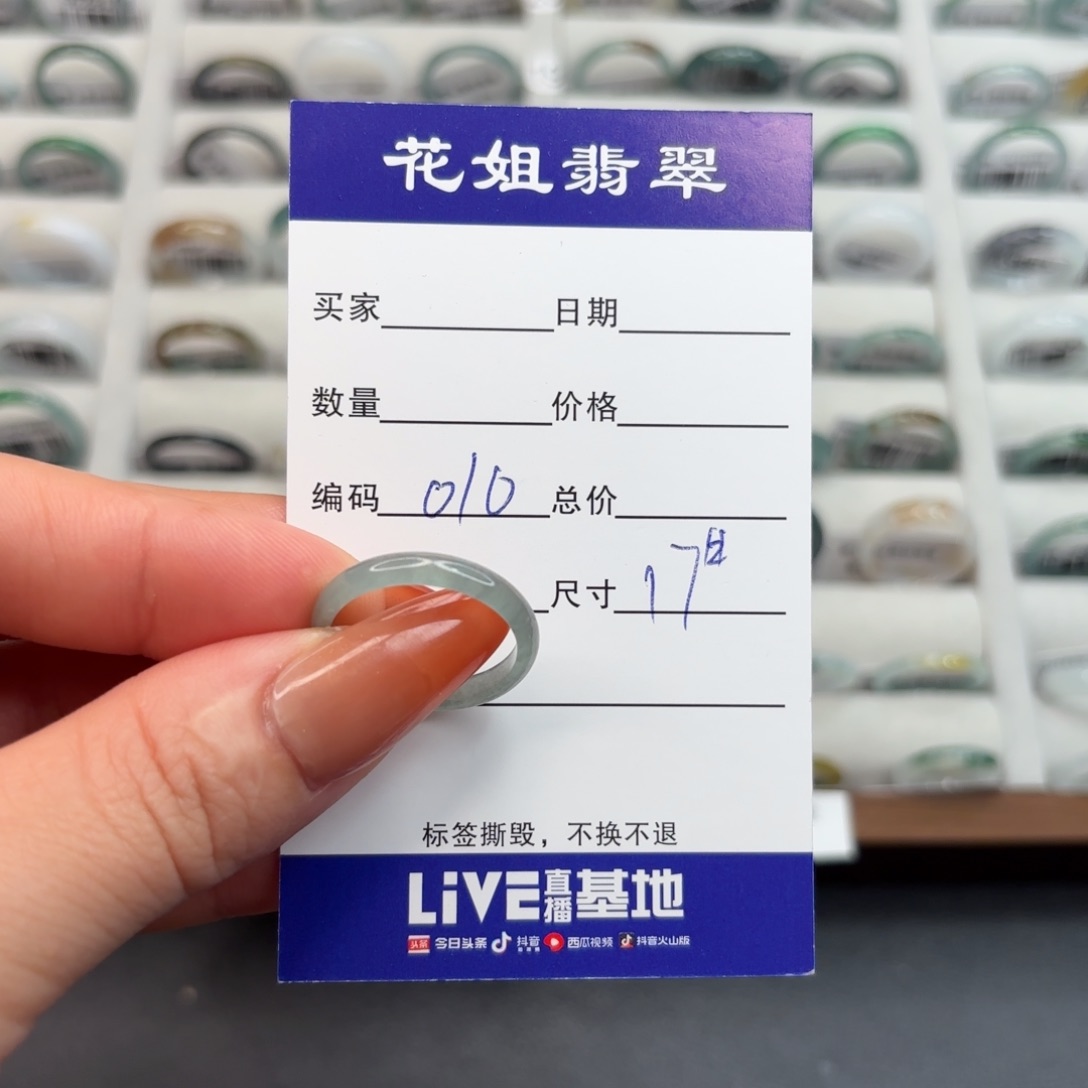 花姐翡翠
买家 日期
数量 价格
编码 010 总价
尺寸 17
标签撕毁，不换不退
LiVE直播基地
今日头条 抖音 西瓜视频 抖音火山版